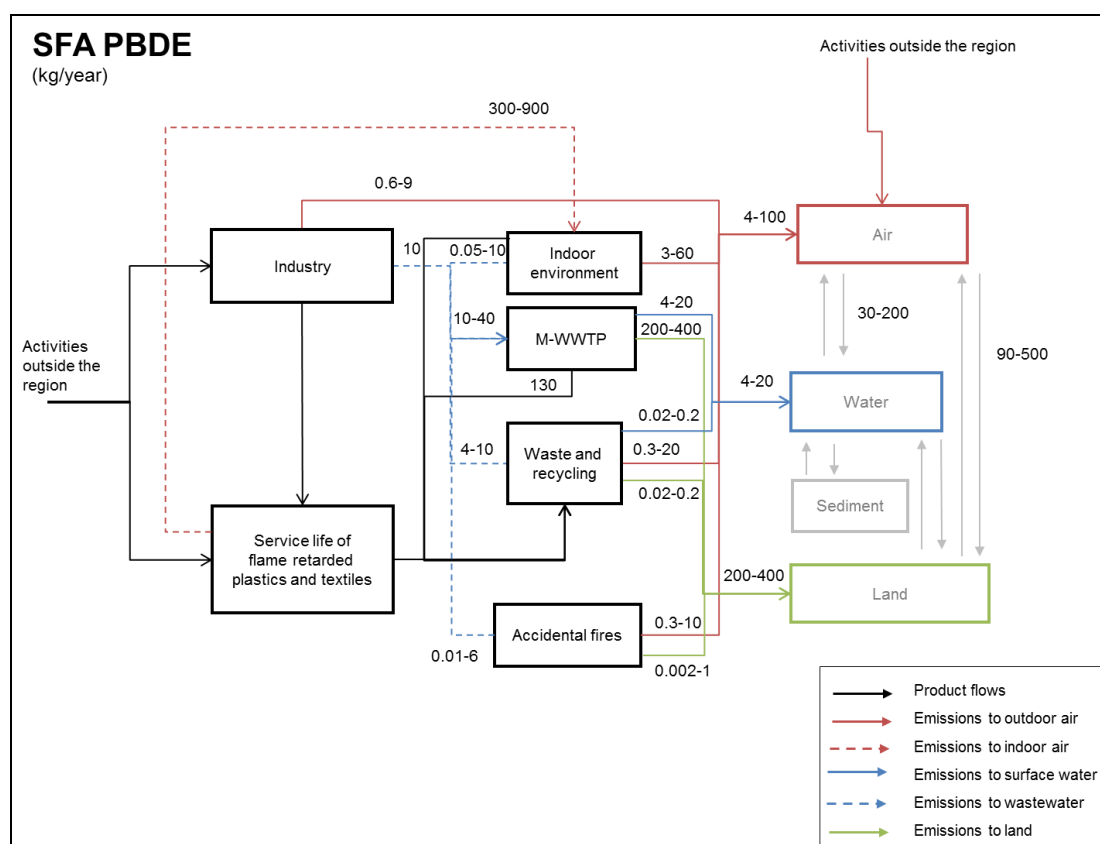 SFA PBDE
(kg/year)
Activities outside the region
300-900
0.6-9
4-100
Air
Industry
10
0.05-10
Indoor
environment
3-60
4-20
30-200
10-40
M-WWTP
200-400
90-500
Activities
outside the
region
130
4-20
Water
0.02-0.2
4-10
Waste and
recycling
0.3-20
0.02-0.2
Sediment
Service life of
flame retarded
plastics and textiles
200-400
Land
Accidental fires
0.3-10
0.01-6
0.002-1
Product flows
Emissions to outdoor air
Emissions to indoor air
Emissions to surface water
Emissions to wastewater
Emissions to land